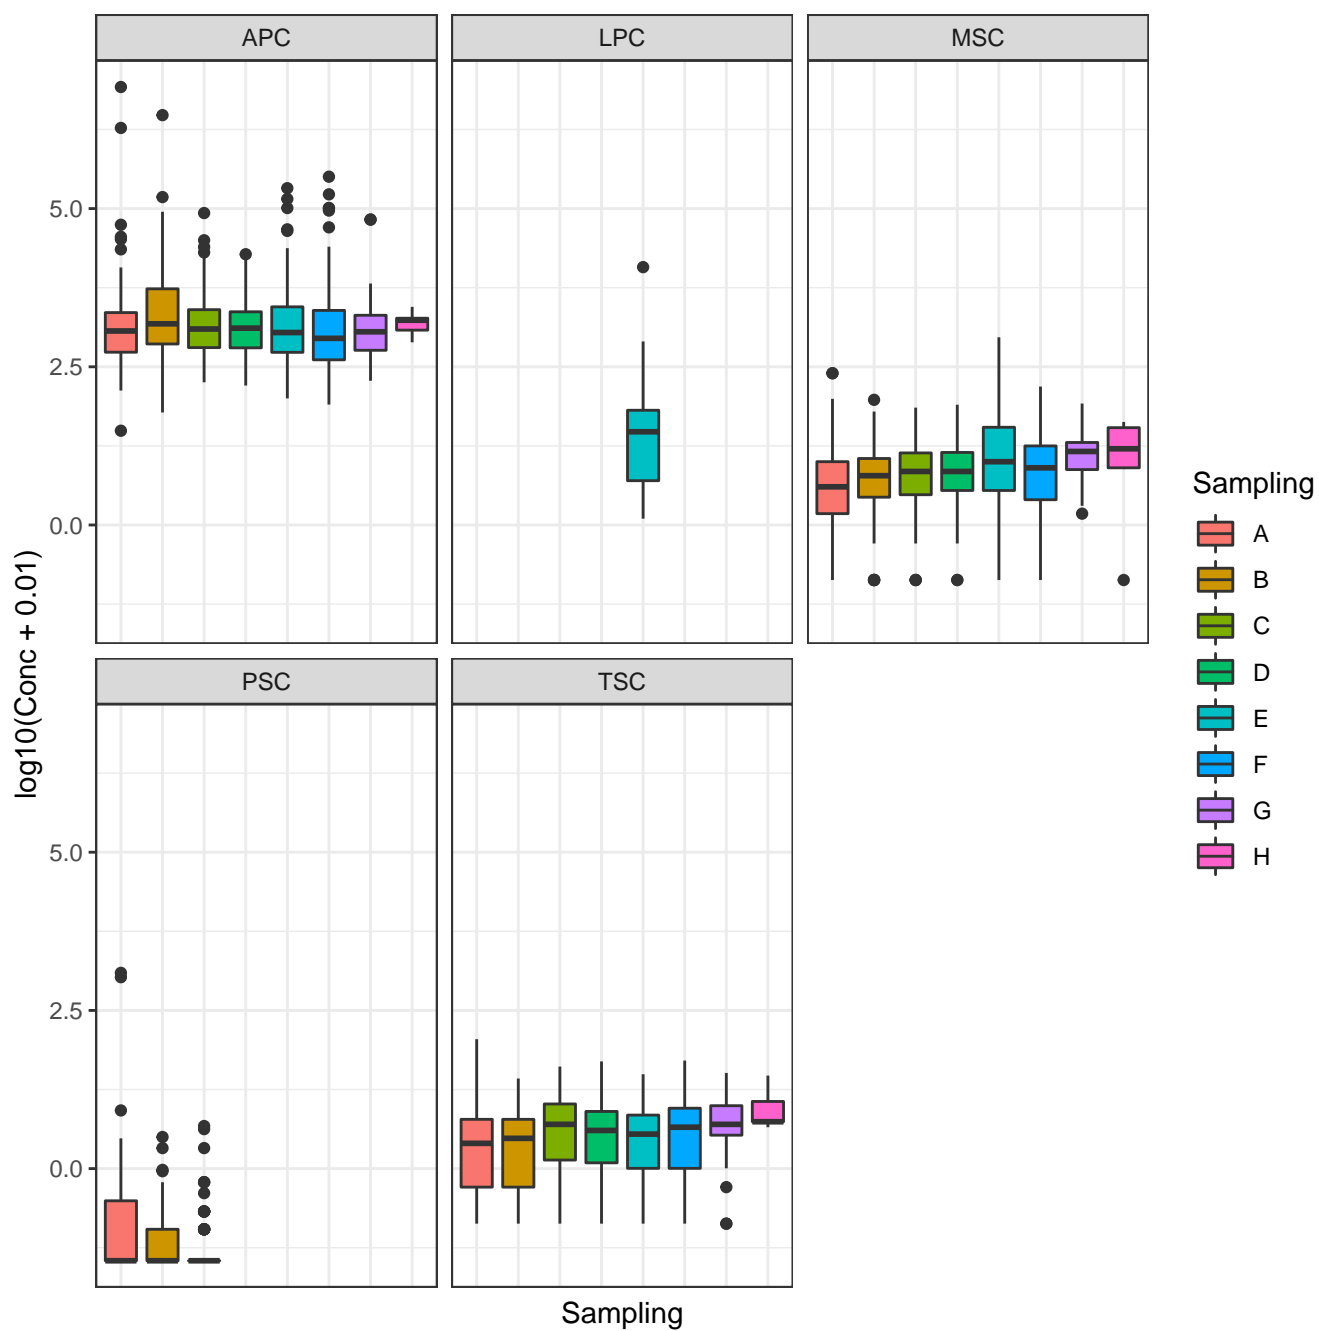 APC
LPC
MSC
5.0
2.5
0.0
log10(Conc + 0.01)
PSC
TSC
5.0
2.5
0.0
Sampling
Sampling
A
B
C
D
E
F
G
H